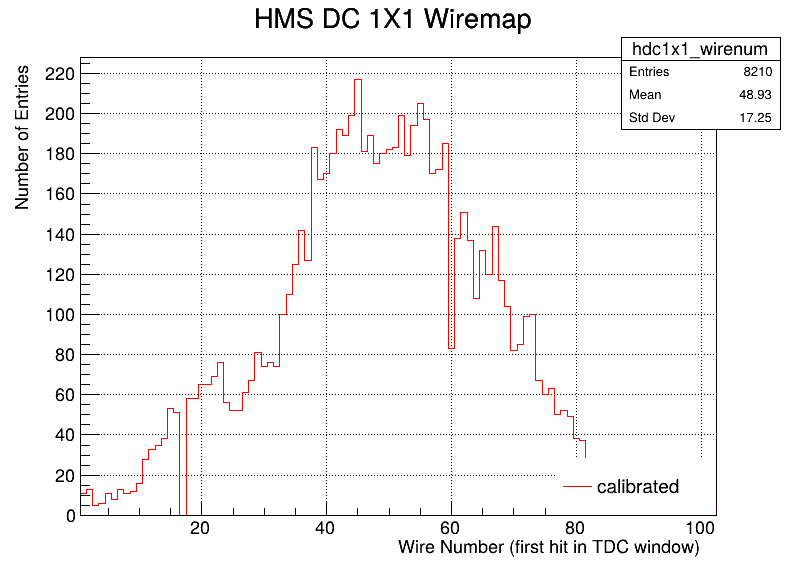 HMS DC 1X1 Wiremap
hdc1x1_wirenum
Entries 8210
Mean 48.93
Std Dev 17.25
Number of Entries
220
200
180
160
140
120
100
80
60
40
20
0
20 40 60 80 100
Wire Number (first hit in TDC window)
calibrated